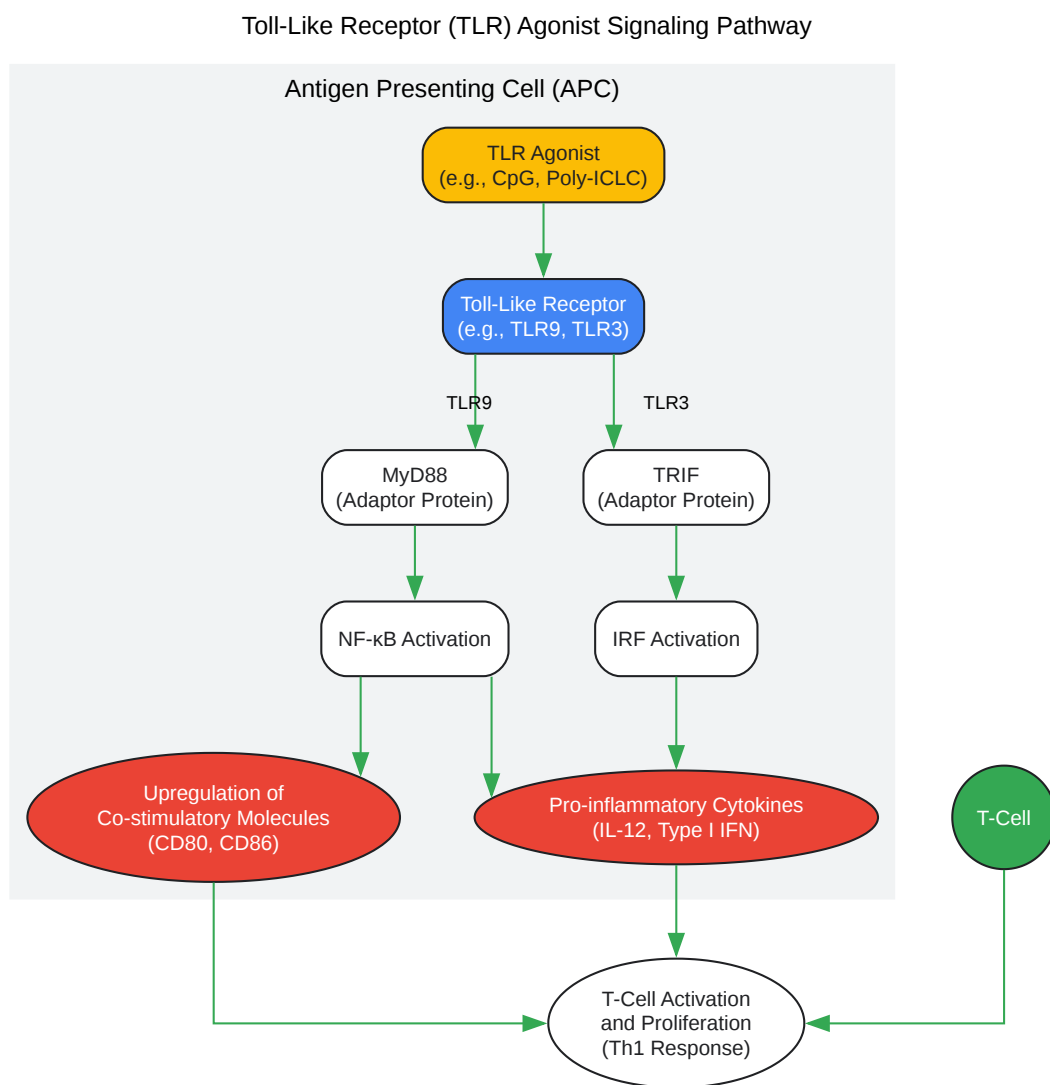 Toll-Like Receptor (TLR) Agonist Signaling Pathway
Antigen Presenting Cell (APC)
TLR Agonist
(e.g., CpG, Poly-ICLC)
Toll-Like Receptor
(e.g., TLR9, TLR3)
TLR9
TLR3
MyD88
(Adaptor Protein)
TRIF
(Adaptor Protein)
NF-κB Activation
IRF Activation
Upregulation of
Co-stimulatory Molecules
(CD80, CD86)
Pro-inflammatory Cytokines
(IL-12, Type I IFN)
T-Cell
T-Cell Activation
and Proliferation
(Th1 Response)